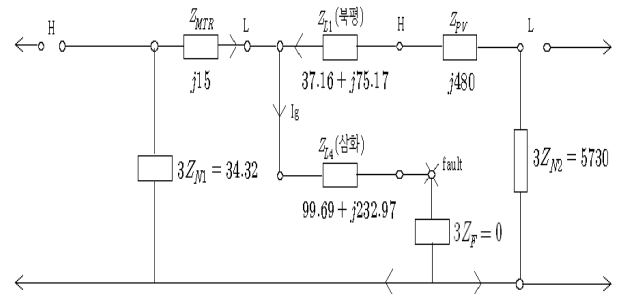 H
Z_MTR
L
Z_L1(북평)
H
Z_PV
L
j15
37.16+j75.17
j480
Ig
Z_L4(삼화)
fault
3Z_N1 = 34.32
3Z_N2 = 5730
99.69+j232.97
3Z_F = 0